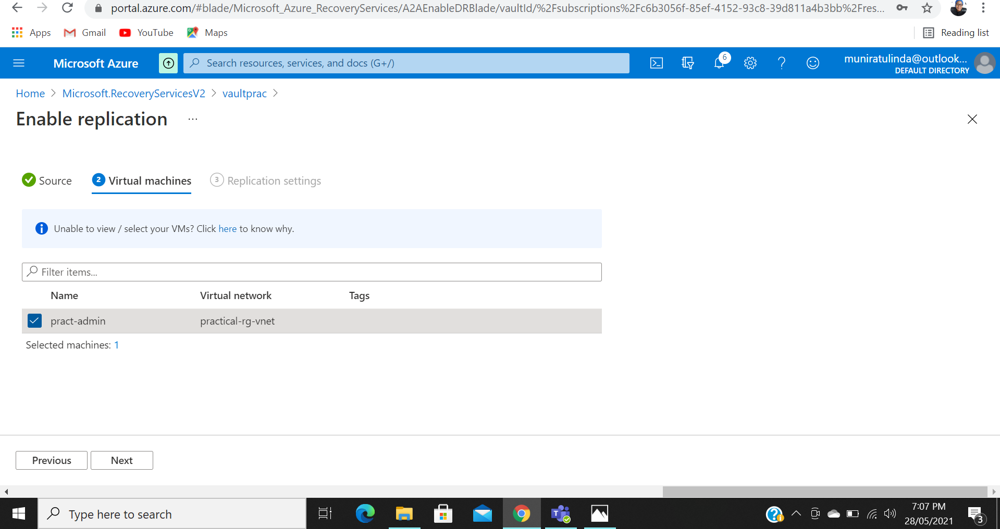 portal.azure.com/#blade/Microsoft_Azure_RecoveryServices/A2AEnableDRBlade/vaultId/%2Fsubscriptions%2Fc6b3056f-85ef-4152-93c8-39d811a4b3bb%2Fres...
Apps Gmail YouTube Maps Reading list
Microsoft Azure Search resources, services, and docs (G+/) 6 muniratulinda@outlook...
DEFAULT DIRECTORY
Home > Microsoft.RecoveryServicesV2 > vaultprac >
Enable replication ...
Source 2 Virtual machines 3 Replication settings
Unable to view / select your VMs? Click here to know why.
Filter items...
Name Virtual network Tags
pract-admin practical-rg-vnet
Selected machines: 1
Previous Next
Type here to search
7:07 PM
28/05/2021
3